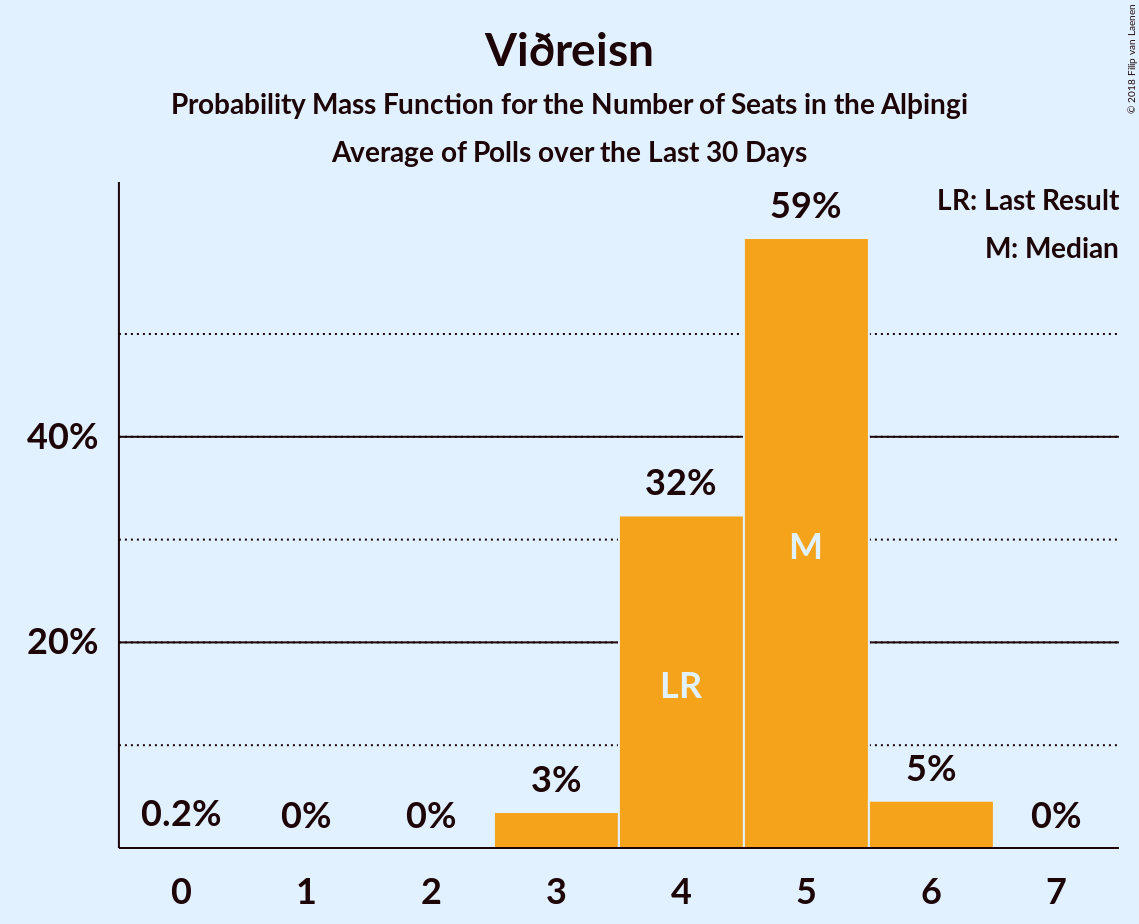 Viðreisn
Probability Mass Function for the Number of Seats in the Alþingi
Average of Polls over the Last 30 Days
© 2018 Filip van Laenen
LR: Last Result
M: Median
59%
40%
32%
M
20%
LR
5%
3%
0.2%
0%
0%
0%
0 1 2 3 4 5 6 7